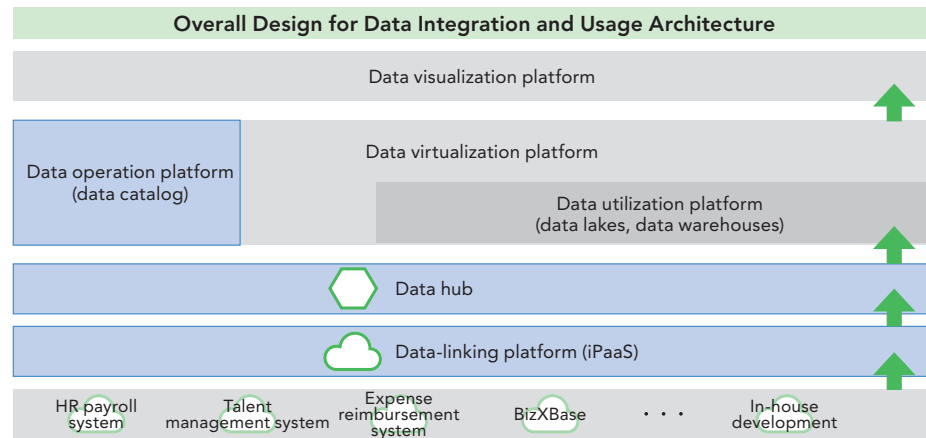 Overall Design for Data Integration and Usage Architecture
Data visualization platform
Data operation platform
(data catalog)
Data virtualization platform
Data utilization platform
(data lakes, data warehouses)
Data hub
Data-linking platform (iPaaS)
HR payroll
system
Talent
management system
Expense
reimbursement
system
BizXBase
・・・
In-house
development